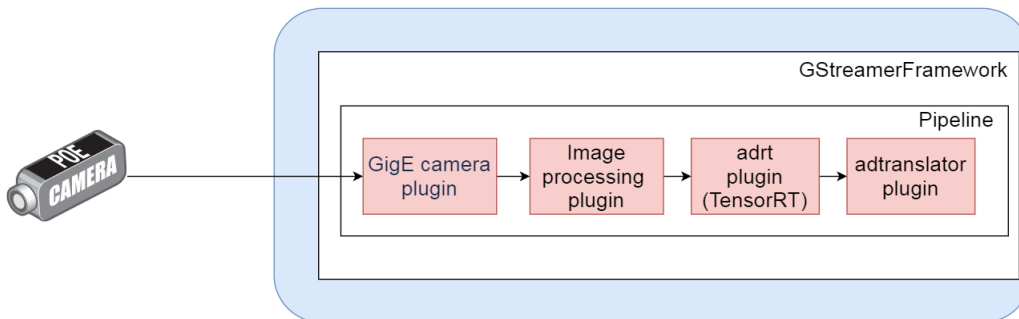 GStreamerFramework
Pipeline
POE
CAMERA
GigE camera
plugin
Image
processing
plugin
adrt
plugin
(TensorRT)
adtranslator
plugin